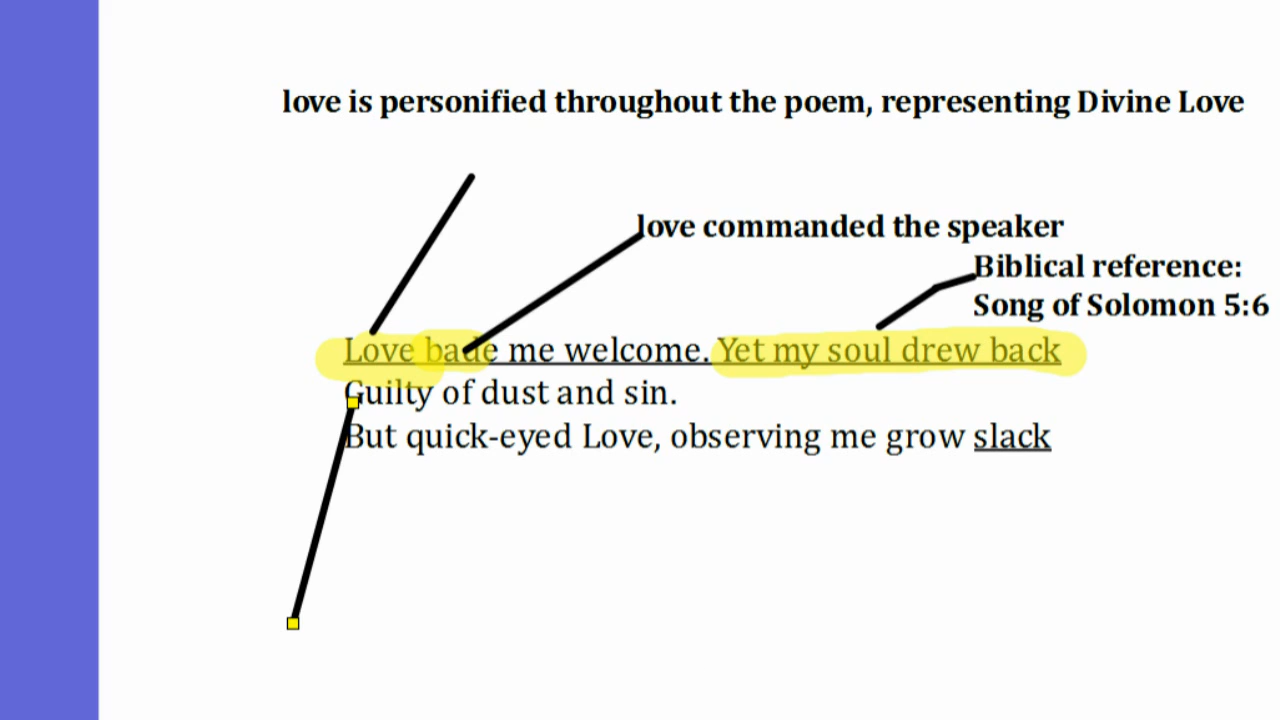 love is personified throughout the poem, representing Divine Love
love commanded the speaker
Biblical reference:
Song of Solomon 5:6
Love bade me welcome. Yet my soul drew back
Guilty of dust and sin.
But quick-eyed Love, observing me grow slack